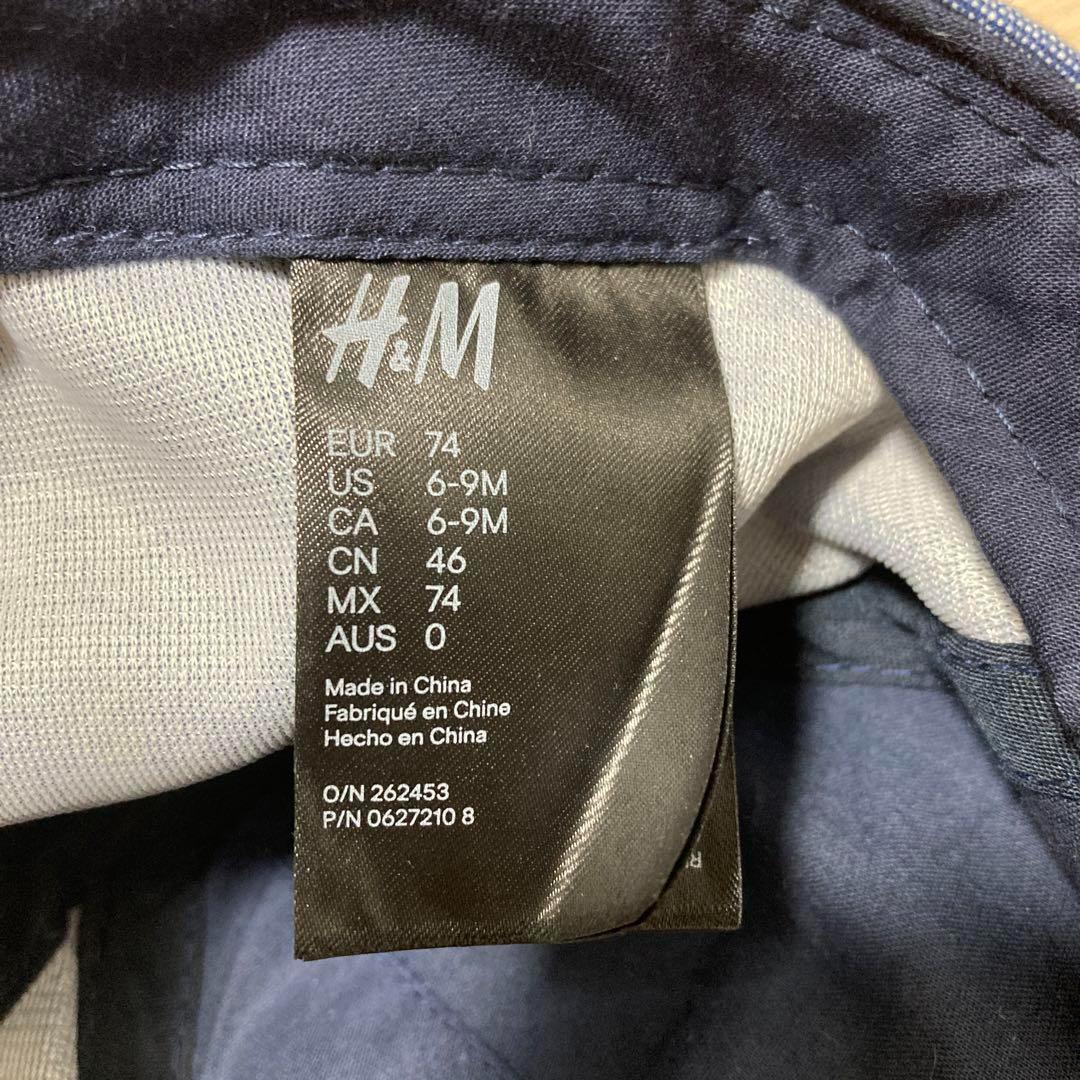 H&M
EUR 74
US 6-9M
CA 6-9M
CN 46
MX 74
AUS 0
Made in China
Fabriqué en Chine
Hecho en China
O/N 262453
P/N 0627210 8